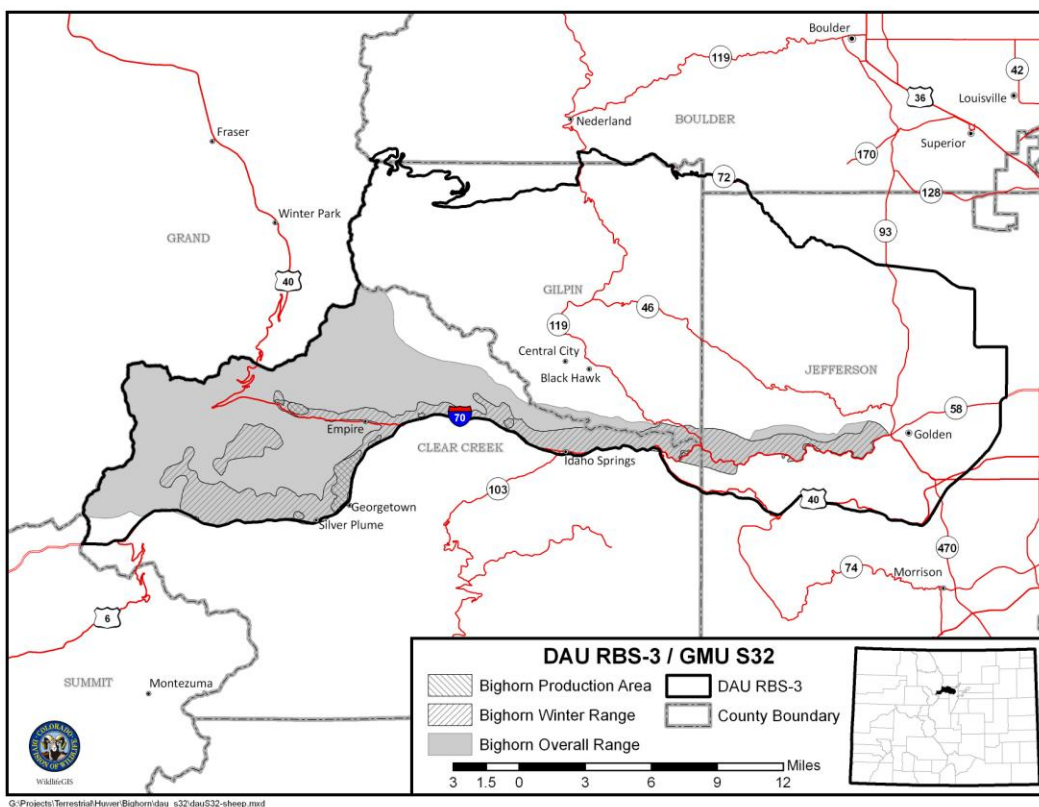 Boulder
119
42
36
Louisville
Fraser
Nederland
BOULDER
Superior
170
72
128
Winter Park
93
GRAND
40
GILPIN
46
119
Central City
Black Hawk
JEFFERSON
58
70
Empire
Golden
CLEAR CREEK
Idaho Springs
103
Georgetown
40
Silver Plume
470
Morrison
74
6
SUMMIT
Montezuma
DAU RBS-3 / GMU S32
Bighorn Production Area
DAU RBS-3
Bighorn Winter Range
County Boundary
Bighorn Overall Range
Miles
3 1.5 0 3 6 9 12
COLORADO
DIVISION OF WILDLIFE
WildlifeGIS
G:\Projects\Terrestrial\Huwer\Bighorn\dau_s32\dauS32-sheep.mxd